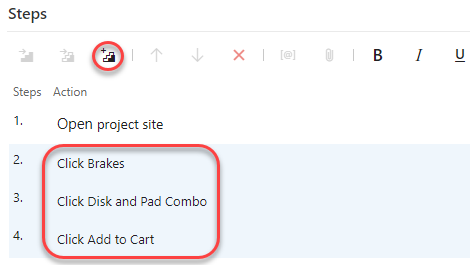 Steps
[@] B I U
Steps Action
1. Open project site
2. Click Brakes
3. Click Disk and Pad Combo
4. Click Add to Cart